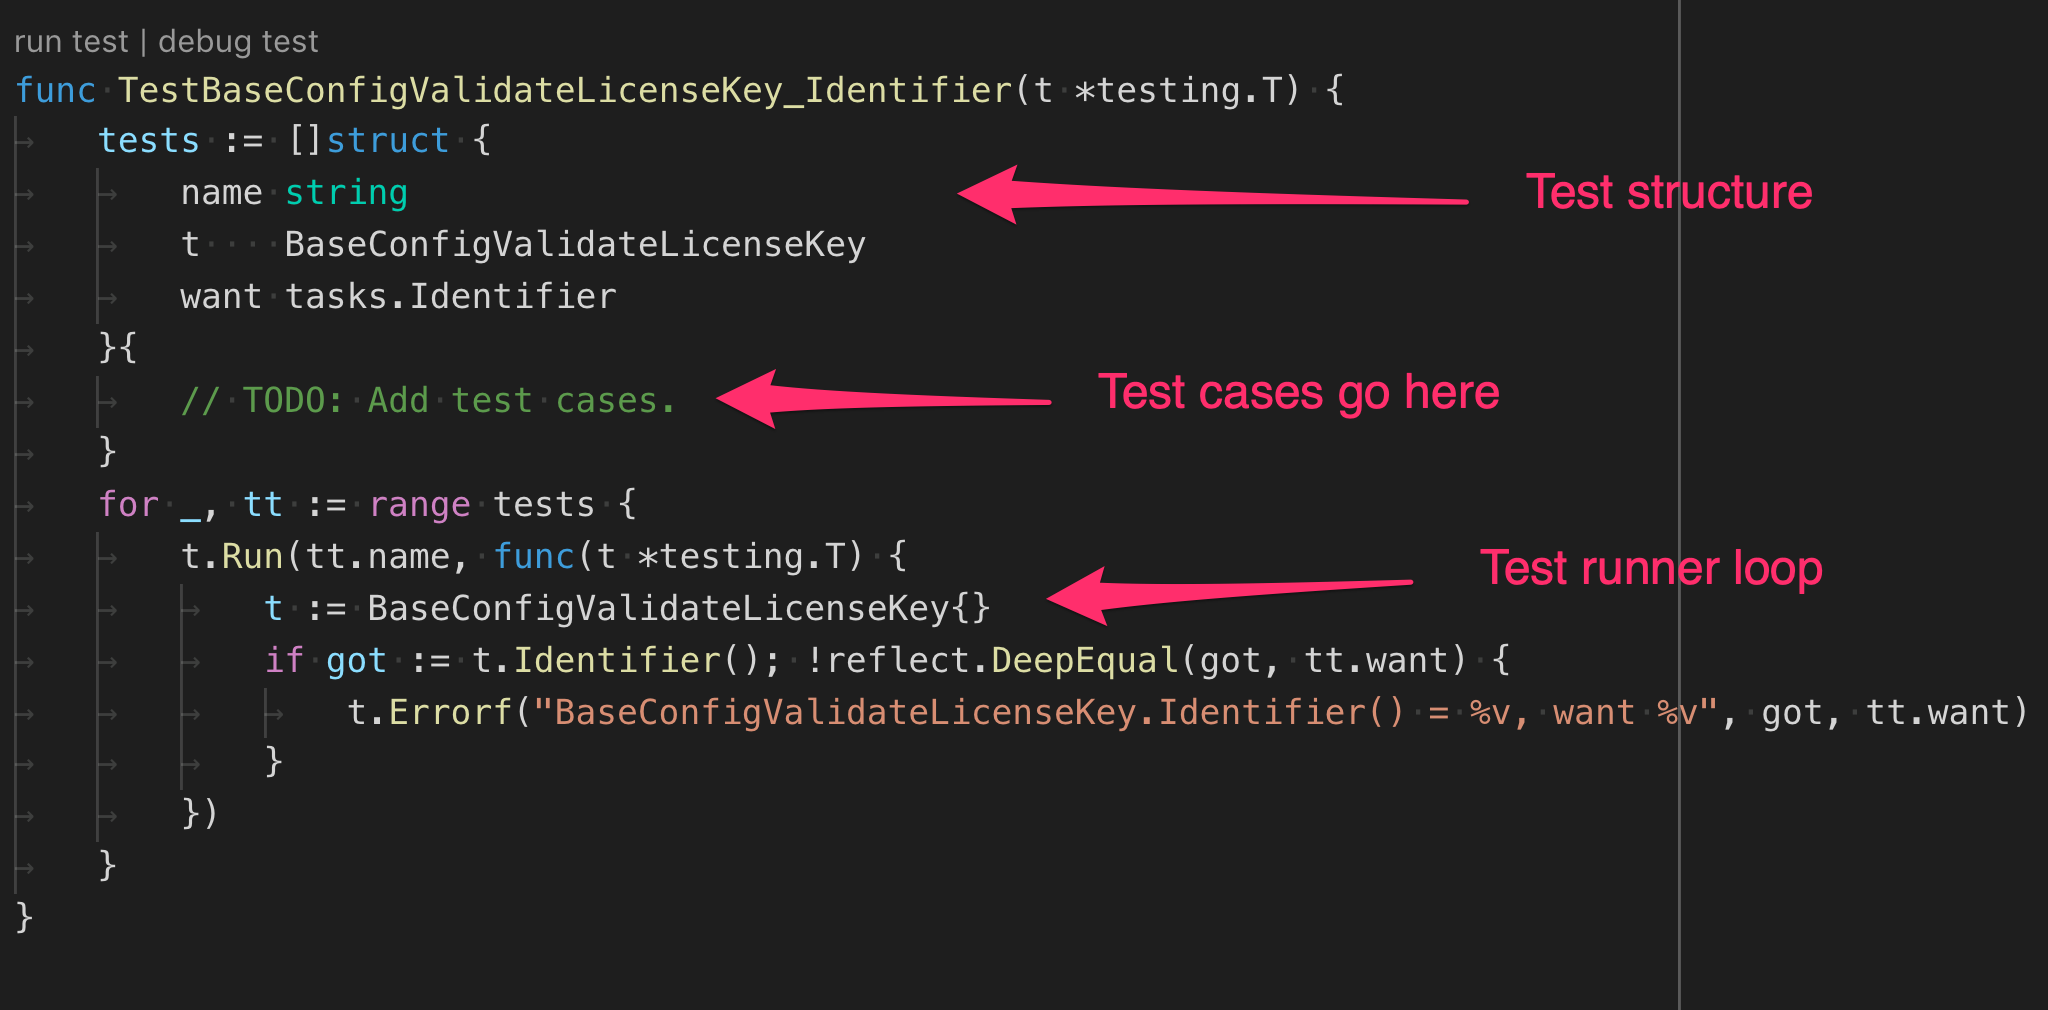 run test | debug test
func TestBaseConfigValidateLicenseKey_Identifier(t *testing.T) {
tests := []struct {
name string
Test structure
t    BaseConfigValidateLicenseKey
want tasks.Identifier
}{
// TODO: Add test cases.
Test cases go here
}
for _, tt := range tests {
t.Run(tt.name, func(t *testing.T) {
Test runner loop
t := BaseConfigValidateLicenseKey{}
if got := t.Identifier(); !reflect.DeepEqual(got, tt.want) {
t.Errorf("BaseConfigValidateLicenseKey.Identifier() = %v, want %v", got, tt.want)
}
})
}
}